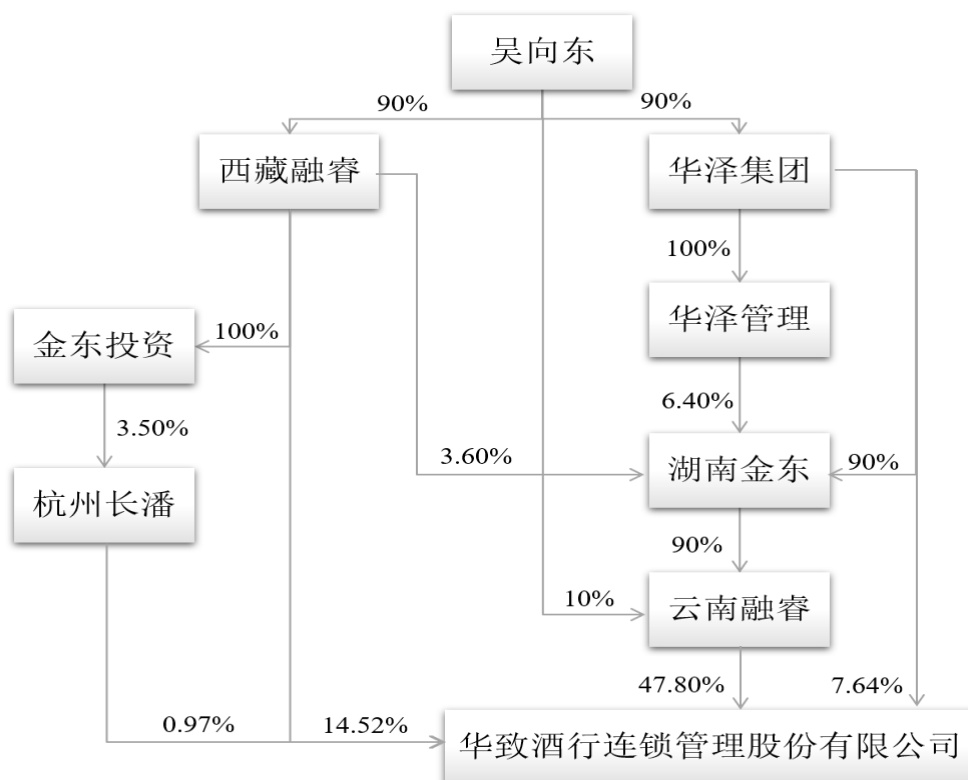 吴向东
90%
90%
西藏融睿
华泽集团
100%
华泽管理
金东投资
100%
6.40%
3.50%
3.60%
湖南金东
90%
杭州长潘
90%
10%
云南融睿
47.80%
7.64%
0.97%
14.52%
华致酒行连锁管理股份有限公司